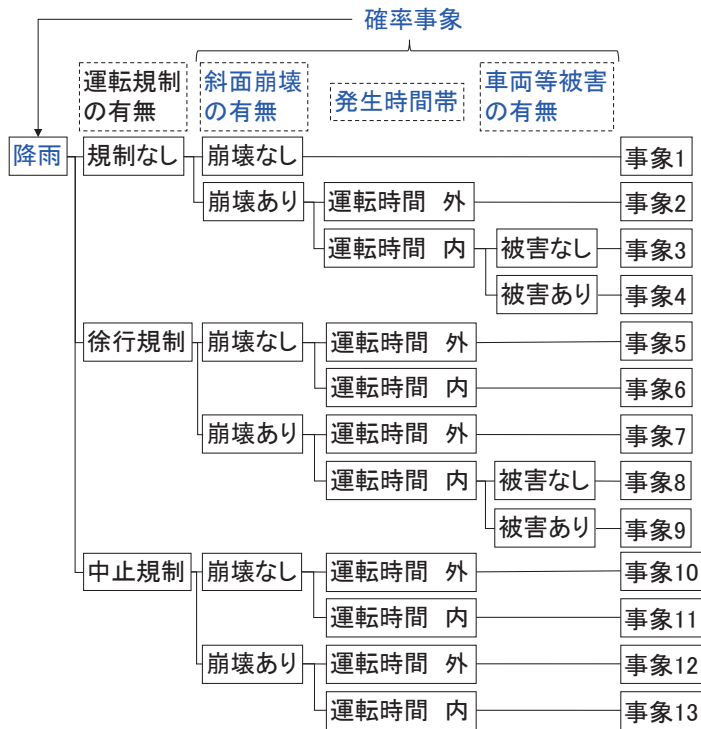 確率事象
運転規制
の有無
斜面崩壊
の有無
発生時間帯
車両等被害
の有無
降雨
規制なし
崩壊なし
事象1
崩壊あり
運転時間 外
事象2
運転時間 内
被害なし
事象3
被害あり
事象4
徐行規制
崩壊なし
運転時間 外
事象5
運転時間 内
事象6
崩壊あり
運転時間 外
事象7
運転時間 内
被害なし
事象8
被害あり
事象9
中止規制
崩壊なし
運転時間 外
事象10
運転時間 内
事象11
崩壊あり
運転時間 外
事象12
運転時間 内
事象13